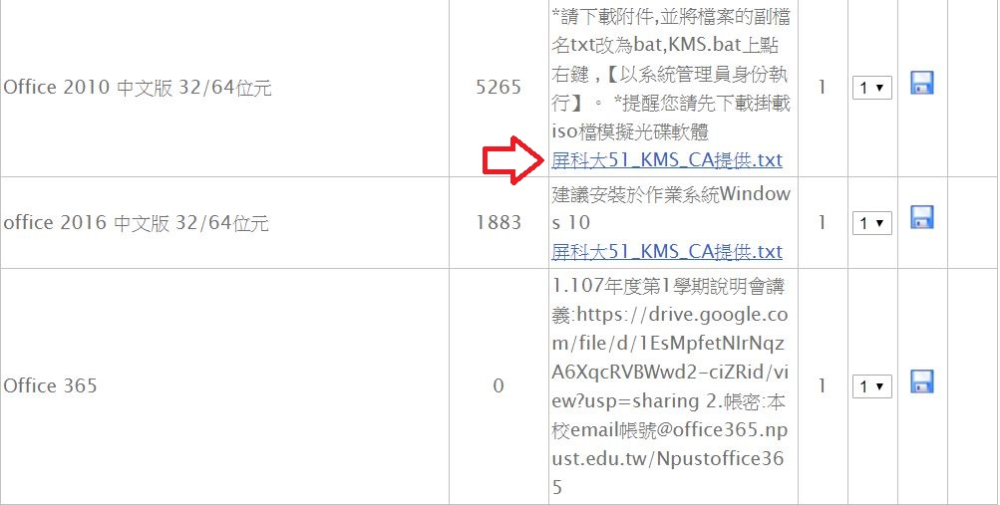 *請下載附件,並將檔案的副檔
名txt改為bat,KMS.bat上點
右鍵 ,【以系統管理員身份執
行】。 *提醒您請先下載掛載
iso檔模擬光碟軟體
屏科大51_KMS_CA提供.txt
Office 2010 中文版 32/64位元
5265
1
1
建議安裝於作業系統Window
s 10
屏科大51_KMS_CA提供.txt
office 2016 中文版 32/64位元
1883
1
1
1.107年度第1學期說明會講
義:https://drive.google.co
m/file/d/1EsMpfetNIrNqz
A6XqcRVBWwd2-ciZRid/vi
ew?usp=sharing 2.帳密:本
校email帳號@office365.np
ust.edu.tw/Npustoffice36
5
Office 365
0
1
1